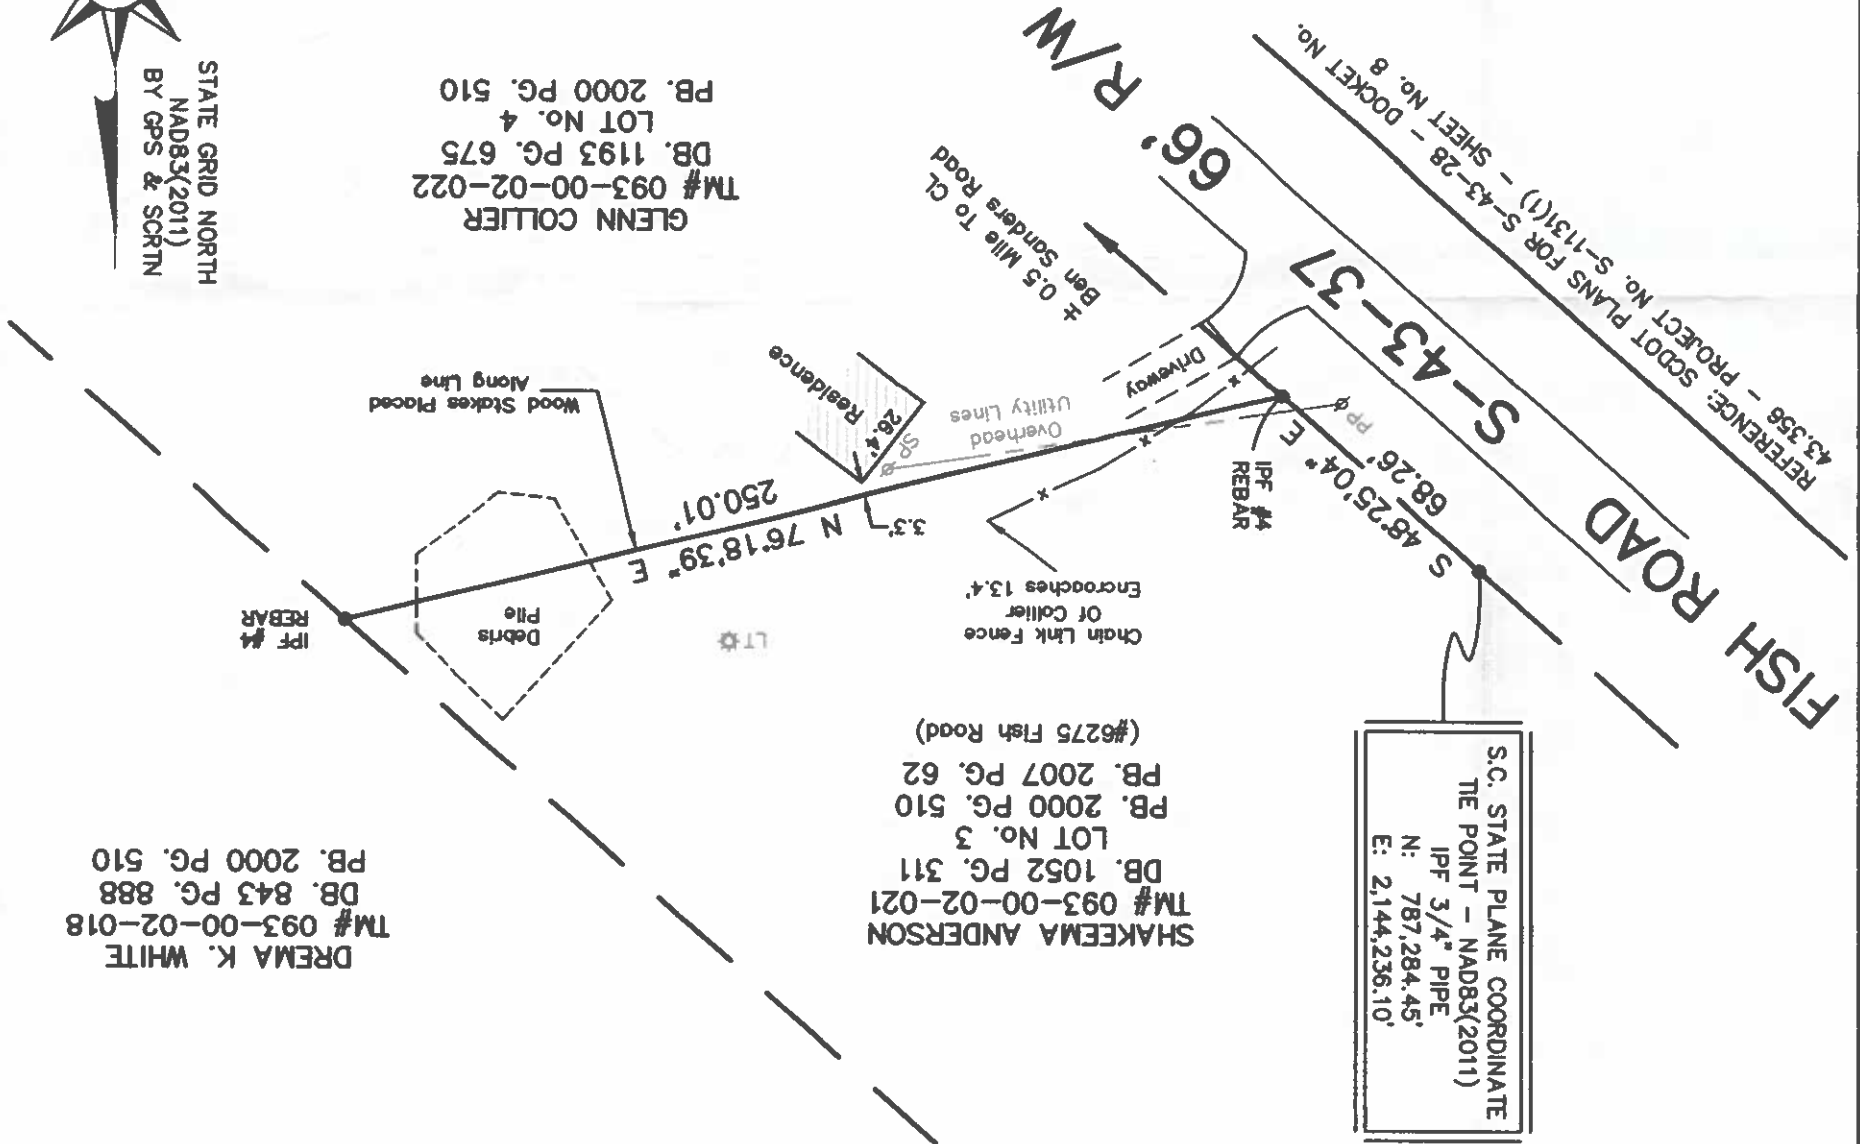 S.C. STATE PLANE COORDINATE
TIE POINT - NAD83(2011)
IPF 3/4" PIPE
N: 787,284.45'
E: 2,144,236.10'
DREMA K. WHITE
TM# 093-00-02-018
DB. 843 PG. 888
PB. 2000 PG. 510
SHAKEEMA ANDERSON
TM# 093-00-02-021
DB. 1052 PG. 311
LOT No. 3
PB. 2000 PG. 510
PB. 2007 PG. 62
(#6275 Fish Road)
FISH ROAD
S-43-37
66' R/W
Chain Link Fence
Of Collier
Encroaches 13.4'
LT
Debris
Pile
IPF #4
REBAR
S 48°25'04" E
68.26'
IPF #4
REBAR
N 76°18'39" E
250.01'
3.3'
PP
SP
Overhead
Utility Lines
26.4'
Residence
Driveway
Wood Stakes Placed
Along Line
± 0.5 Mile To CL
Ben Sanders Road
REFERENCE: SCDOT PLANS FOR S-43-28 - DOCKET No.
43.356 - PROJECT No. S-1131(1) - SHEET No. 8
GLENN COLLIER
TM# 093-00-02-022
DB. 1193 PG. 675
LOT No. 4
PB. 2000 PG. 510
STATE GRID NORTH
NAD83(2011)
BY GPS & SCRTN